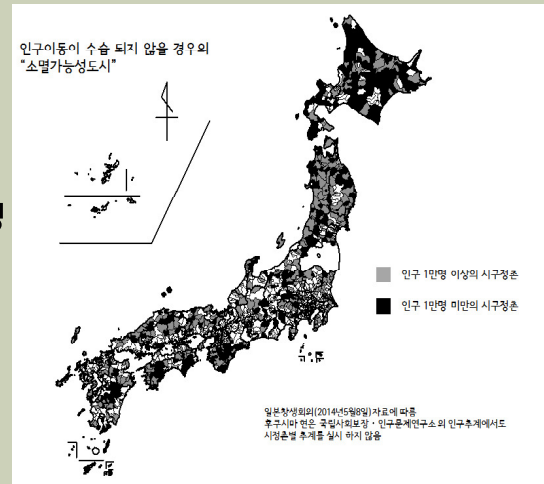 인구이동이 수습 되지 않을 경우의
“소멸가능성도시”
인구 1만명 이상의 시구정촌
인구 1만명 미만의 시구정촌
일본창생회의(2014년5월8일)자료에 따름
후쿠시마 현은 국립사회보장・인구문제연구소의 인구추계에서도
시정촌별 추계를 실시 하지 않음